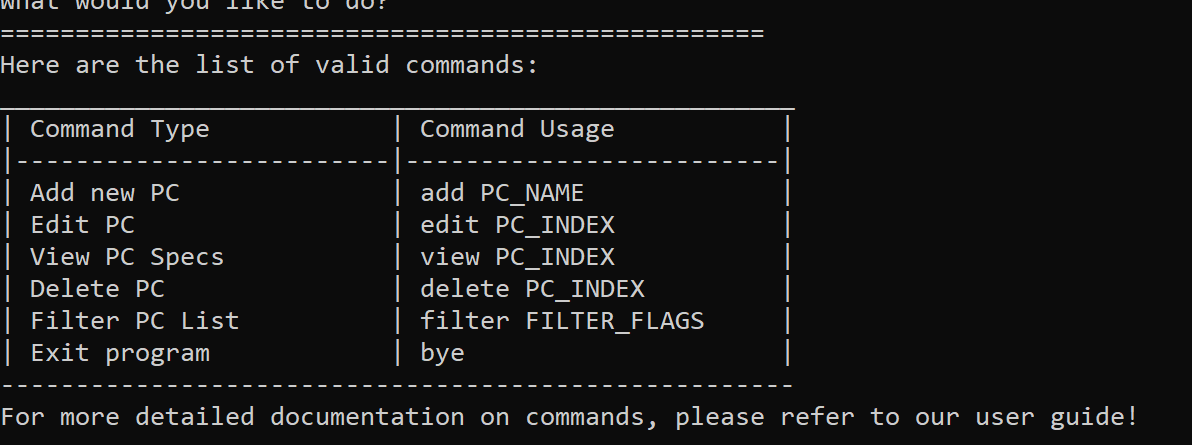 What would you like to do?
===================================================
Here are the list of valid commands:
_____________________________________________________
| Command Type            | Command Usage           |
|-------------------------|-------------------------|
| Add new PC              | add PC_NAME             |
| Edit PC                 | edit PC_INDEX           |
| View PC Specs           | view PC_INDEX           |
| Delete PC               | delete PC_INDEX         |
| Filter PC List          | filter FILTER_FLAGS     |
| Exit program            | bye                     |
-----------------------------------------------------
For more detailed documentation on commands, please refer to our user guide!